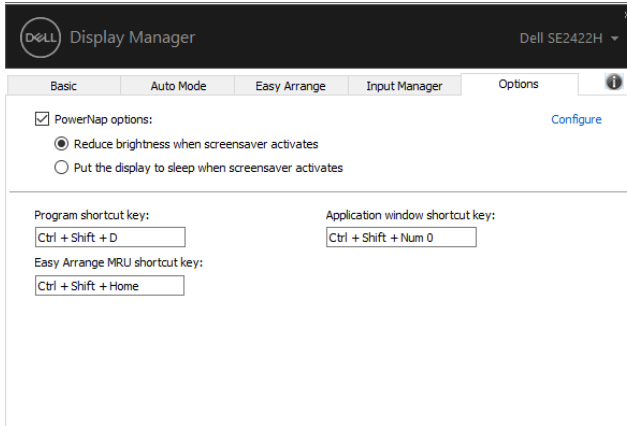 DELL Display Manager
Dell SE2422H
Basic Auto Mode Easy Arrange Input Manager Options
PowerNap options:
Configure
Reduce brightness when screensaver activates
Put the display to sleep when screensaver activates
Program shortcut key:
Application window shortcut key:
Ctrl + Shift + D
Ctrl + Shift + Num 0
Easy Arrange MRU shortcut key:
Ctrl + Shift + Home